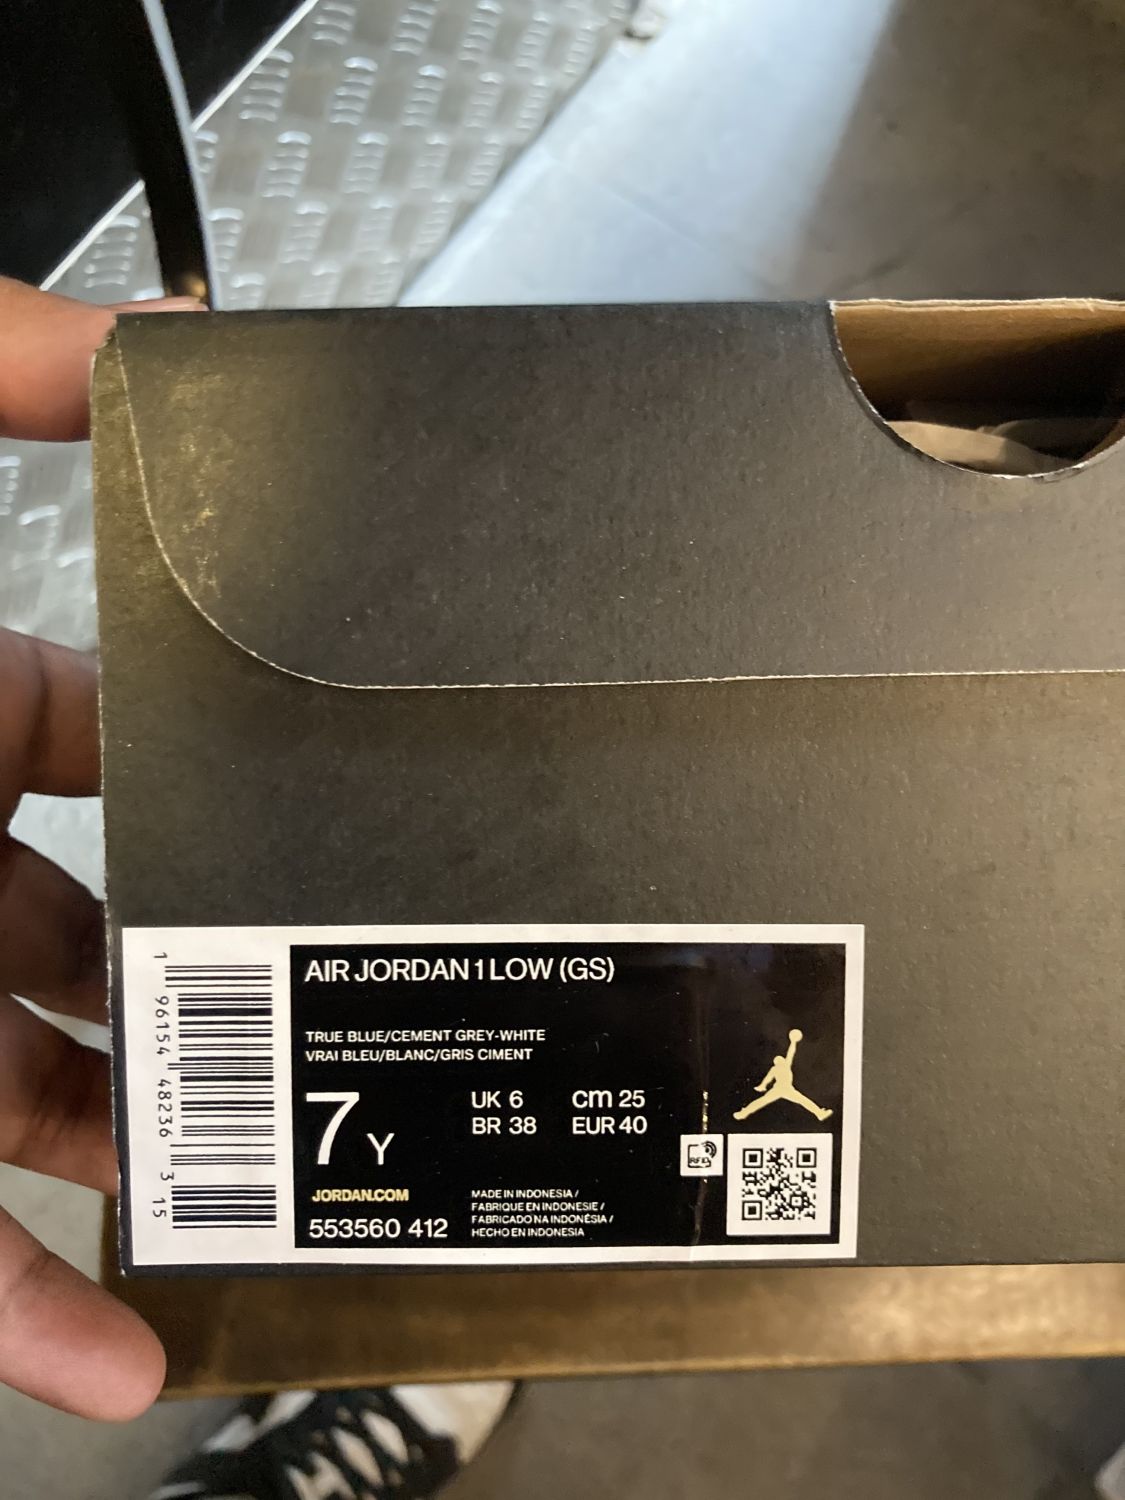 AIR JORDAN 1 LOW (GS)
TRUE BLUE/CEMENT GREY-WHITE
VRAI BLEU/BLANC/GRIS CIMENT
7 Y
UK 6 cm 25
BR 38 EUR 40
RFID
JORDAN.COM
553560 412
MADE IN INDONESIA /
FABRIQUE EN INDONESIE /
FABRICADO NA INDONÉSIA /
HECHO EN INDONESIA
1 96154 48236 3 15